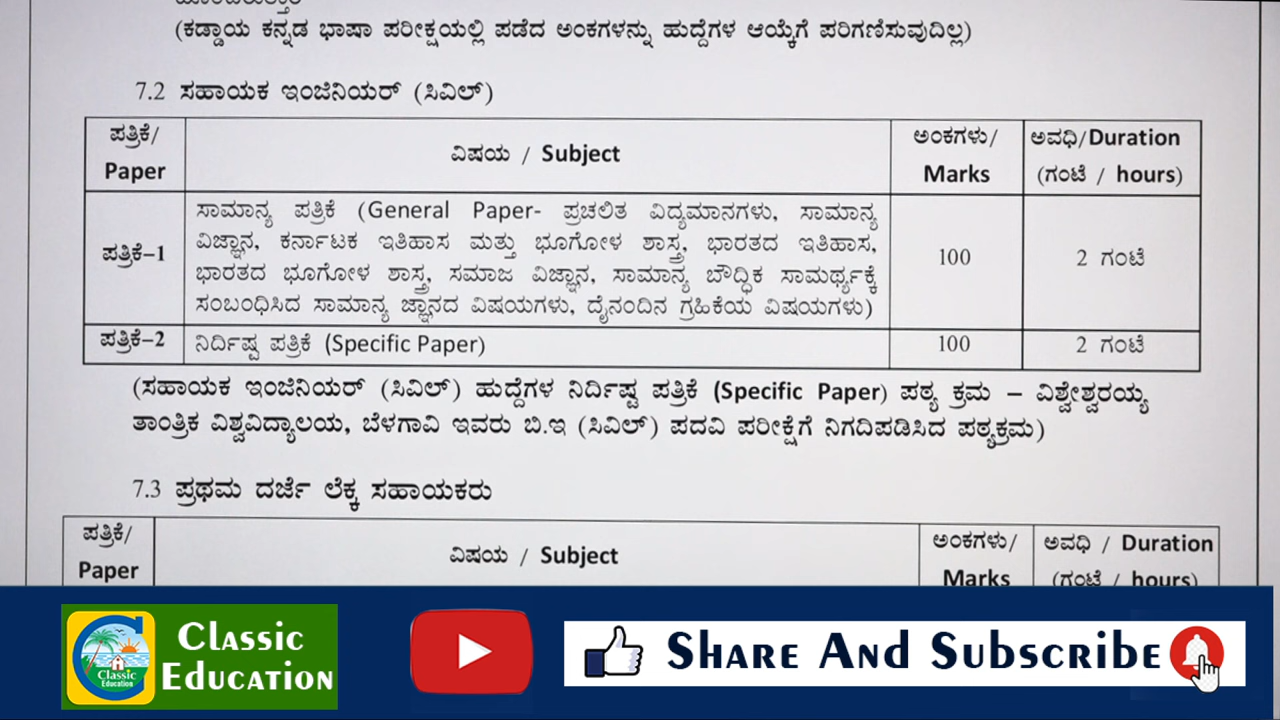 (ಕಡ್ಡಾಯ ಕನ್ನಡ ಭಾಷಾ ಪರೀಕ್ಷೆಯಲ್ಲಿ ಪಡೆದ ಅಂಕಗಳನ್ನು ಹುದ್ದೆಗಳ ಆಯ್ಕೆಗೆ ಪರಿಗಣಿಸುವುದಿಲ್ಲ)
7.2 ಸಹಾಯಕ ಇಂಜಿನಿಯರ್ (ಸಿವಿಲ್)
ಪತ್ರಿಕೆ/ Paper
ವಿಷಯ / Subject
ಅಂಕಗಳು/ Marks
ಅವಧಿ/Duration (ಗಂಟೆ / hours)
ಪತ್ರಿಕೆ–1
ಸಾಮಾನ್ಯ ಪತ್ರಿಕೆ (General Paper- ಪ್ರಚಲಿತ ವಿದ್ಯಮಾನಗಳು, ಸಾಮಾನ್ಯ
ವಿಜ್ಞಾನ, ಕರ್ನಾಟಕ ಇತಿಹಾಸ ಮತ್ತು ಭೂಗೋಳ ಶಾಸ್ತ್ರ, ಭಾರತದ ಇತಿಹಾಸ,
ಭಾರತದ ಭೂಗೋಳ ಶಾಸ್ತ್ರ, ಸಮಾಜ ವಿಜ್ಞಾನ, ಸಾಮಾನ್ಯ ಬೌದ್ಧಿಕ ಸಾಮರ್ಥ್ಯಕ್ಕೆ
ಸಂಬಂಧಿಸಿದ ಸಾಮಾನ್ಯ ಜ್ಞಾನದ ವಿಷಯಗಳು, ದೈನಂದಿನ ಗ್ರಹಿಕೆಯ ವಿಷಯಗಳು)
100
2 ಗಂಟೆ
ಪತ್ರಿಕೆ–2
ನಿರ್ದಿಷ್ಟ ಪತ್ರಿಕೆ (Specific Paper)
100
2 ಗಂಟೆ
(ಸಹಾಯಕ ಇಂಜಿನಿಯರ್ (ಸಿವಿಲ್) ಹುದ್ದೆಗಳ ನಿರ್ದಿಷ್ಟ ಪತ್ರಿಕೆ (Specific Paper) ಪಠ್ಯ ಕ್ರಮ – ವಿಶ್ವೇಶ್ವರಯ್ಯ
ತಾಂತ್ರಿಕ ವಿಶ್ವವಿದ್ಯಾಲಯ, ಬೆಳಗಾವಿ ಇವರು ಬಿ.ಇ (ಸಿವಿಲ್) ಪದವಿ ಪರೀಕ್ಷೆಗೆ ನಿಗದಿಪಡಿಸಿದ ಪಠ್ಯಕ್ರಮ)
7.3 ಪ್ರಥಮ ದರ್ಜೆ ಲೆಕ್ಕ ಸಹಾಯಕರು
ಪತ್ರಿಕೆ/ Paper
ವಿಷಯ / Subject
ಅಂಕಗಳು/ Marks
ಅವಧಿ / Duration (ಗಂಟೆ / hours)
Classic Education
Classic
Education
Share And Subscribe